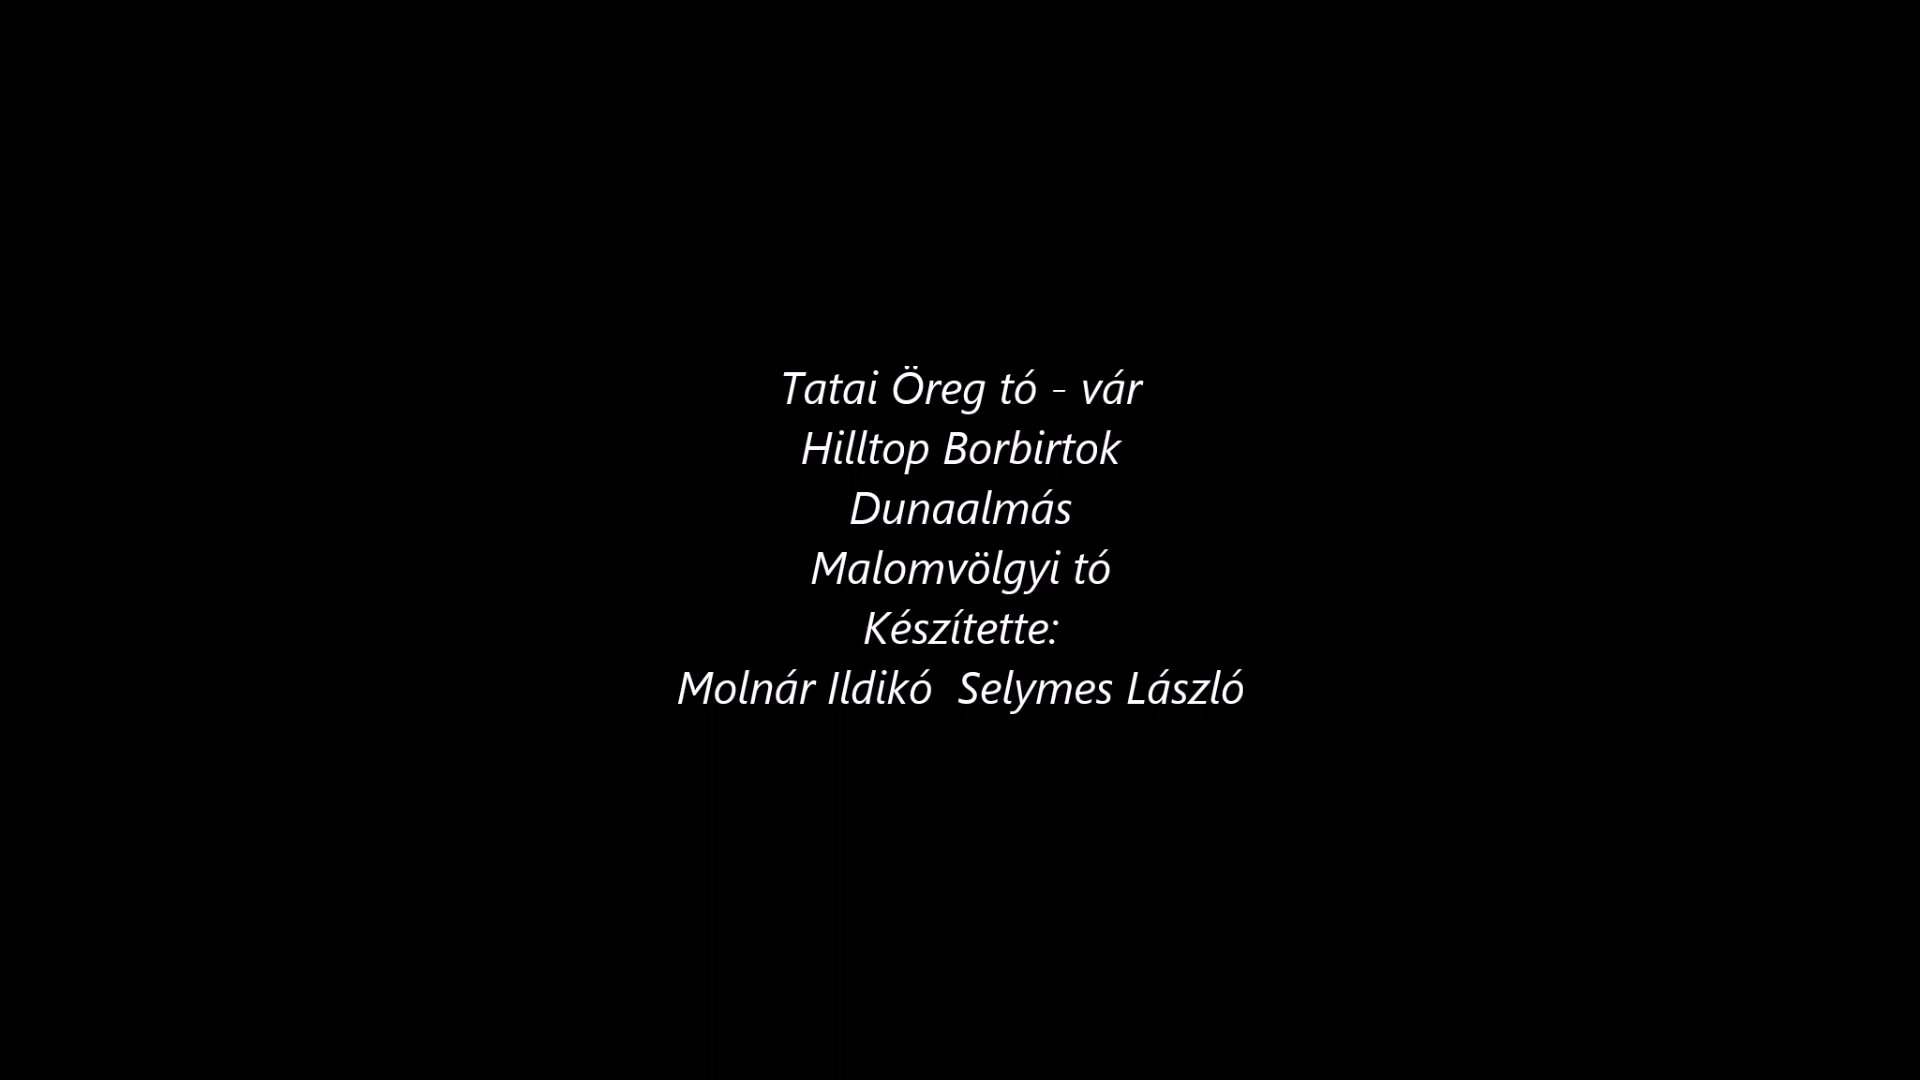 Tatai Öreg tó - vár
Hilltop Borbirtok
Dunaalmás
Malomvölgyi tó
Készítette:
Molnár Ildikó  Selymes László